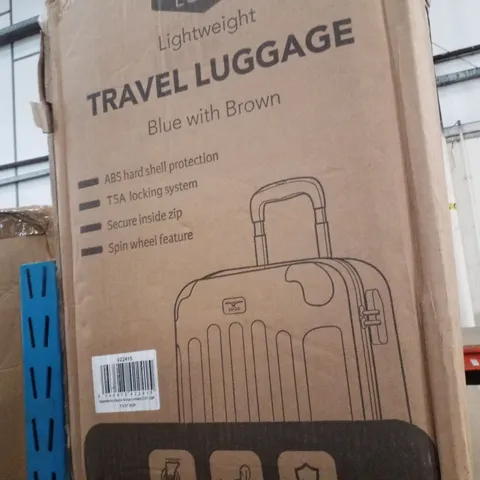 Lightweight
TRAVEL LUGGAGE
Blue with Brown
ABS hard shell protection
TSA locking system
Secure inside zip
Spin wheel feature
022415